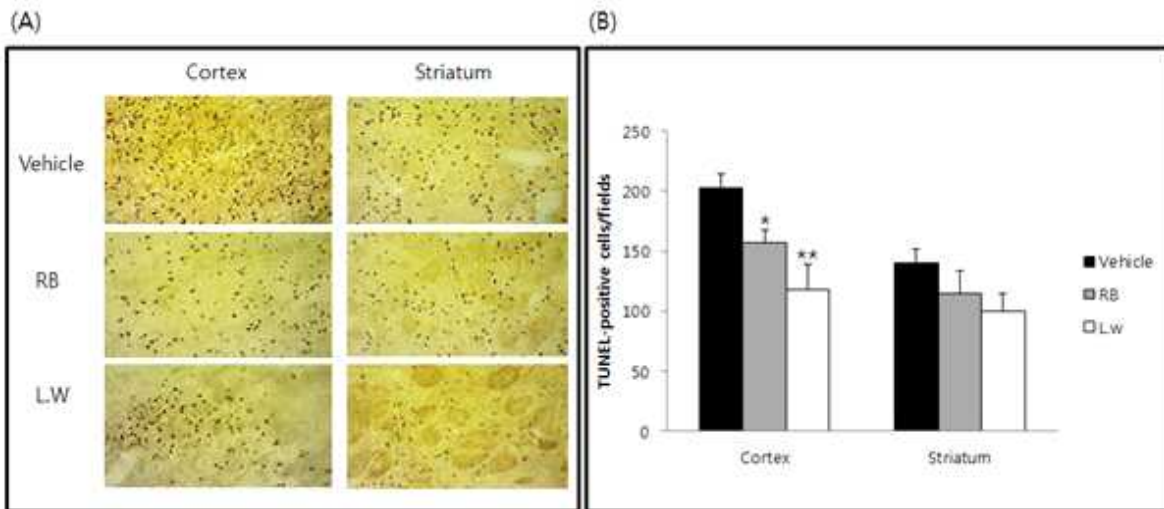 (A)
Cortex Striatum
Vehicle
RB
L.W
(B)
TUNEL-positive cells/fields
250
200
150
100
50
0
*
**
Cortex Striatum
Vehicle
RB
L.w